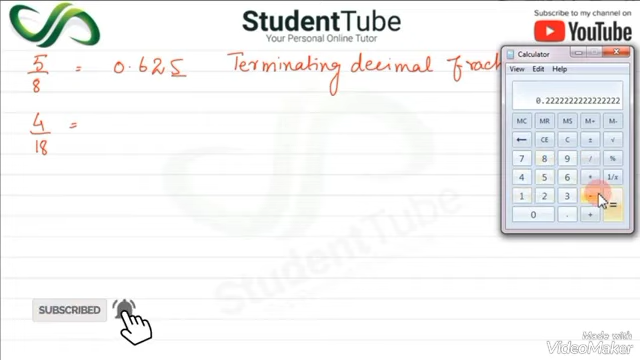 StudentTube
Your Personal Online Tutor
Subscribe to my channel on
YouTube
5/8 = 0.625 Terminating decimal fract
4/18 =
Calculator
View Edit Help
0.2222222222222222
MC MR MS M+ M-
← CE C ± √
7 8 9 / %
4 5 6 * 1/x
1 2 3 - =
0 . +
StudentTube
SUBSCRIBED
Made With
VideoMaker